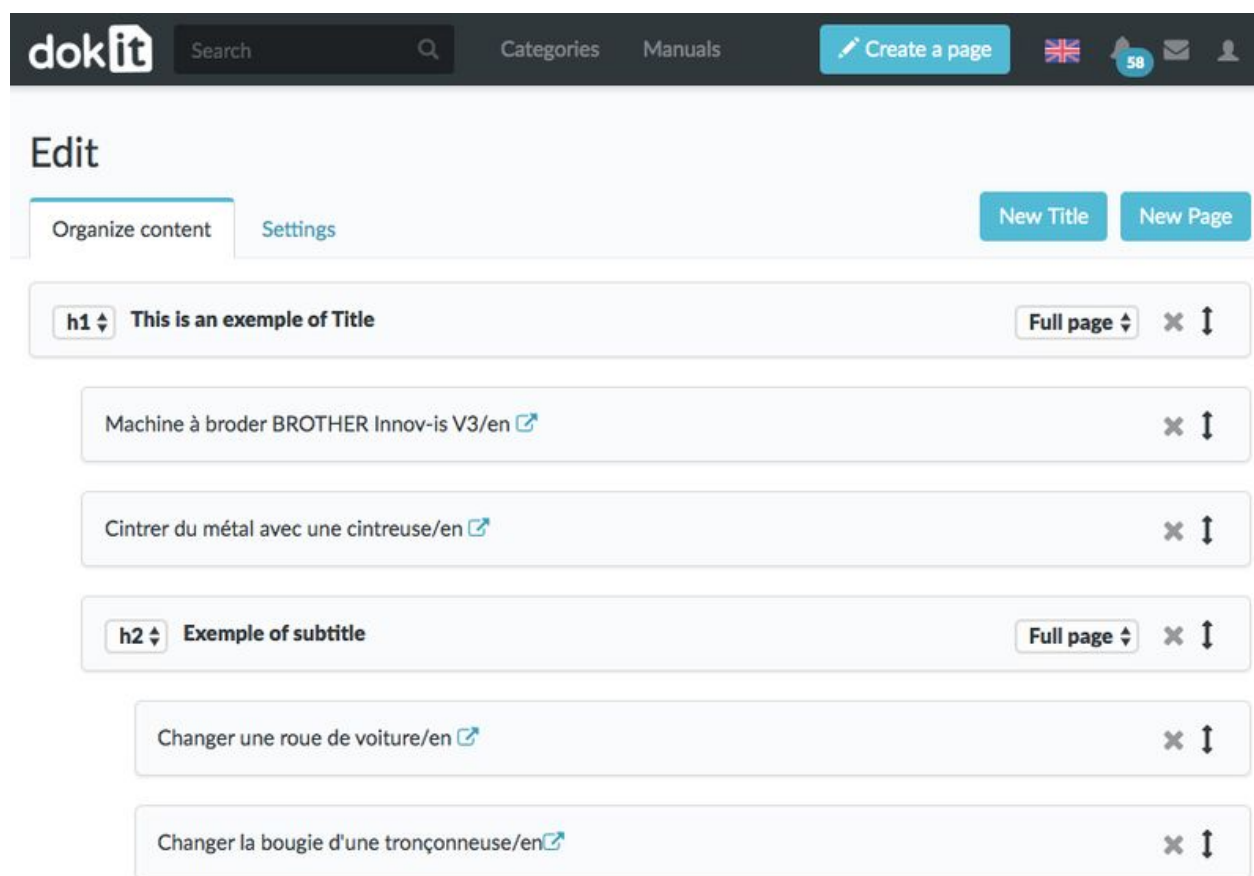 dokit Search Categories Manuals Create a page 58
Edit
Organize content Settings New Title New Page
h1 This is an exemple of Title Full page
Machine à broder BROTHER Innov-is V3/en
Cintrer du métal avec une cintreuse/en
h2 Exemple of subtitle Full page
Changer une roue de voiture/en
Changer la bougie d'une tronçonneuse/en